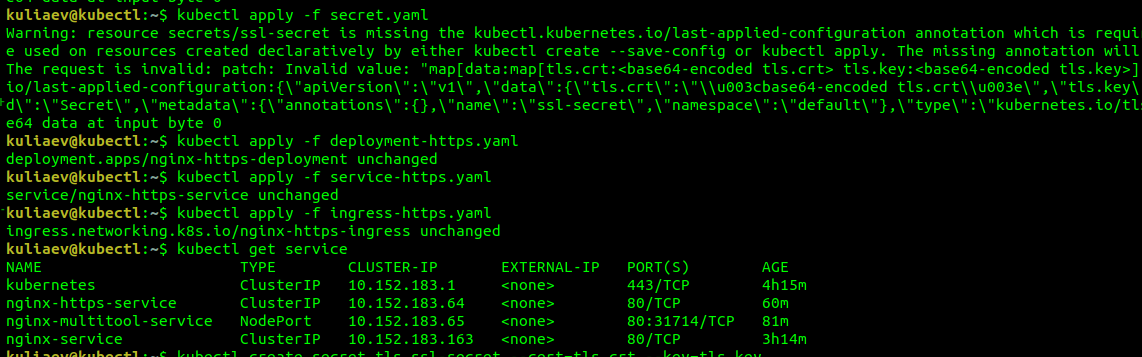 e64 data at input byte 0
kuliaev@kubectl:~$ kubectl apply -f secret.yaml
Warning: resource secrets/ssl-secret is missing the kubectl.kubernetes.io/last-applied-configuration annotation which is requi
e used on resources created declaratively by either kubectl create --save-config or kubectl apply. The missing annotation will
The request is invalid: patch: Invalid value: "map[data:map[tls.crt:<base64-encoded tls.crt> tls.key:<base64-encoded tls.key>]
io/last-applied-configuration:{\"apiVersion\":\"v1\",\"data\":{\"tls.crt\":\"\\u003cbase64-encoded tls.crt\\u003e\",\"tls.key\
d\":\"Secret\",\"metadata\":{\"annotations\":{},\"name\":\"ssl-secret\",\"namespace\":\"default\"},\"type\":\"kubernetes.io/tls
e64 data at input byte 0
kuliaev@kubectl:~$ kubectl apply -f deployment-https.yaml
deployment.apps/nginx-https-deployment unchanged
kuliaev@kubectl:~$ kubectl apply -f service-https.yaml
service/nginx-https-service unchanged
kuliaev@kubectl:~$ kubectl apply -f ingress-https.yaml
ingress.networking.k8s.io/nginx-https-ingress unchanged
kuliaev@kubectl:~$ kubectl get service
NAME TYPE CLUSTER-IP EXTERNAL-IP PORT(S) AGE
kubernetes ClusterIP 10.152.183.1 <none> 443/TCP 4h15m
nginx-https-service ClusterIP 10.152.183.64 <none> 80/TCP 60m
nginx-multitool-service NodePort 10.152.183.65 <none> 80:31714/TCP 81m
nginx-service ClusterIP 10.152.183.163 <none> 80/TCP 3h14m
kuliaev@kubectl:~$ kubectl create secret tls ssl-secret --cert=tls.crt --key=tls.key